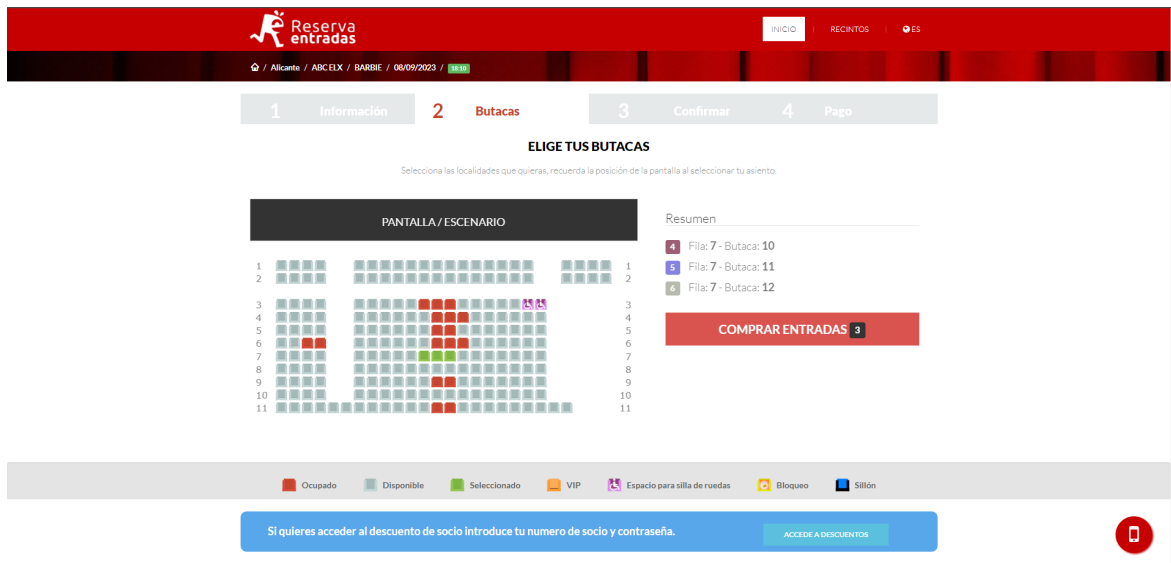 Reserva
entradas
INICIO
RECINTOS
ES
/ Alicante / ABC ELX / BARBIE / 08/09/2023 / 18:10
1 Información
2 Butacas
3 Confirmar
4 Pago
ELIGE TUS BUTACAS
Selecciona las localidades que quieras, recuerda la posición de la pantalla al seleccionar tu asiento.
PANTALLA / ESCENARIO
1 1
2 2
3 3
4 4
5 5
6 6
7 7
8 8
9 9
10 10
11 11
Resumen
4 Fila: 7 - Butaca: 10
5 Fila: 7 - Butaca: 11
6 Fila: 7 - Butaca: 12
COMPRAR ENTRADAS 3
Ocupado
Disponible
Seleccionado
VIP
Espacio para silla de ruedas
Bloqueo
Sillón
Si quieres acceder al descuento de socio introduce tu numero de socio y contraseña.
ACCEDE A DESCUENTOS